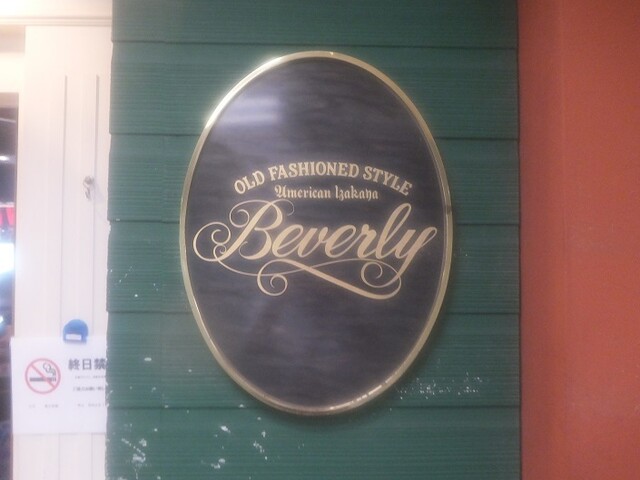 OLD FASHIONED STYLE
American Izakaya
Beverly
終日禁